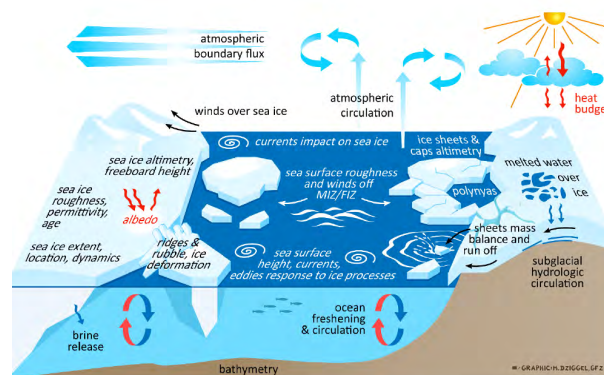 atmospheric
boundary flux
heat
budget
atmospheric
circulation
winds over sea ice
currents impact on sea ice
ice sheets &
caps altimetry
sea ice altimetry,
freeboard height
melted water
over
ice
sea surface roughness
and winds off
MIZ/FIZ
polynyas
sea ice
roughness,
permittivity,
age
albedo
sheets mass
balance and
run off
sea ice extent,
location, dynamics
ridges &
rubble, ice
deformation
sea surface
height, currents,
eddies response to ice processes
subglacial
hydrologic
circulation
ocean
freshening
& circulation
brine
release
bathymetry
GRAPHIC: M. DZIGGEL, GFZ